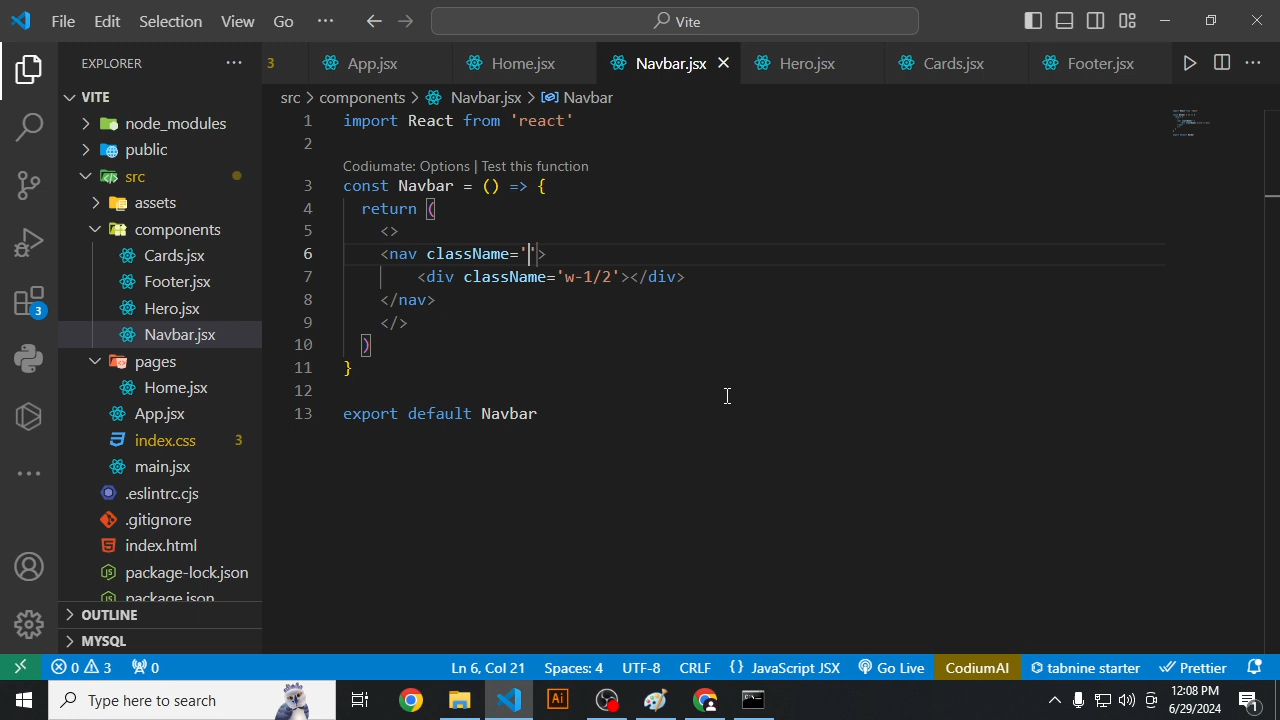 File Edit Selection View Go ··· Vite
EXPLORER ···
3 App.jsx Home.jsx Navbar.jsx Hero.jsx Cards.jsx Footer.jsx ···
VITE
node_modules
public
src
assets
components
Cards.jsx
Footer.jsx
Hero.jsx
Navbar.jsx
pages
Home.jsx
App.jsx
index.css 3
main.jsx
.eslintrc.cjs
.gitignore
index.html
package-lock.json
package.json
OUTLINE
MYSQL
3
src > components > Navbar.jsx > Navbar
1 import React from 'react'
2
Codiumate: Options | Test this function
3 const Navbar = () => {
4 return (
5 <>
6 <nav className=''>
7 <div className='w-1/2'></div>
8 </nav>
9 </>
10 )
11 }
12
13 export default Navbar
0 3 0 Ln 6, Col 21 Spaces: 4 UTF-8 CRLF {} JavaScript JSX Go Live CodiumAI tabnine starter Prettier
Type here to search
Ai
12:08 PM
6/29/2024
1